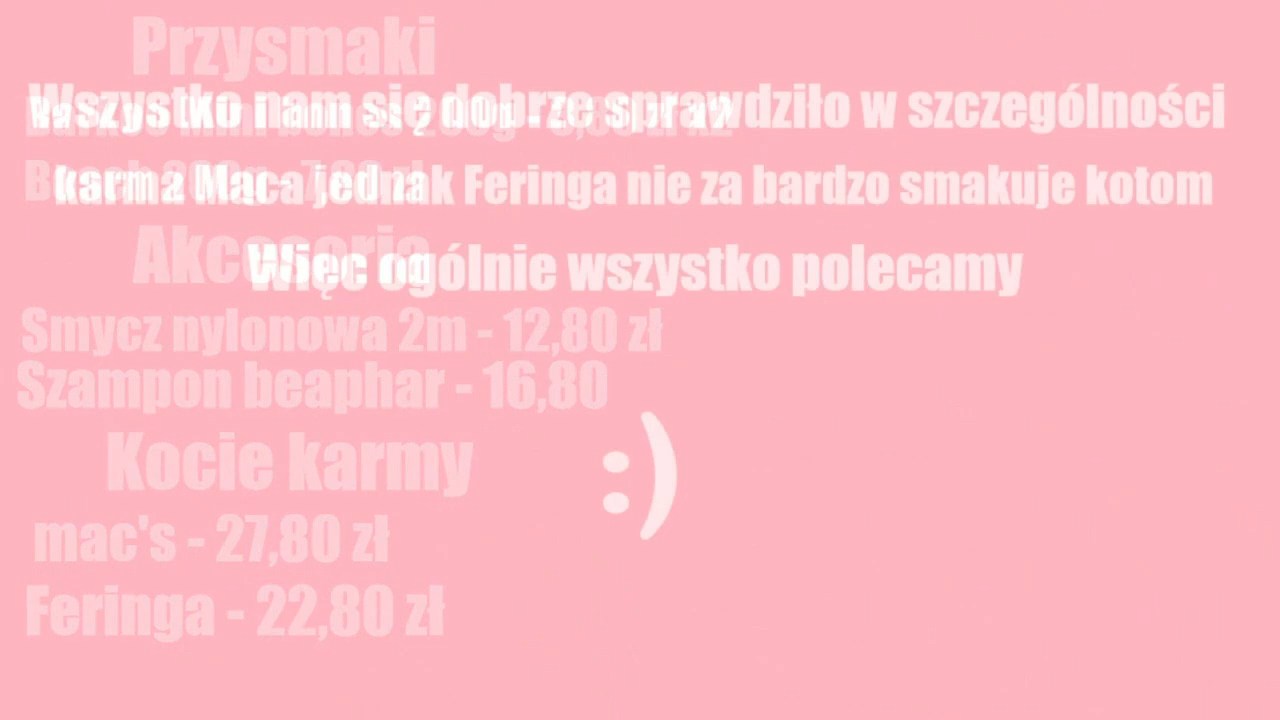 Przysmaki
Wszystko nam się dobrze sprawdziło w szczególności
karma Maca jednak Feringa nie za bardzo smakuje kotom
Akcesoria
Więc ogólnie wszystko polecamy
Smycz nylonowa 2m - 12,80 zł
Szampon beaphar - 16,80
Kocie karmy
:)
mac's - 27,80 zł
Feringa - 22,80 zł